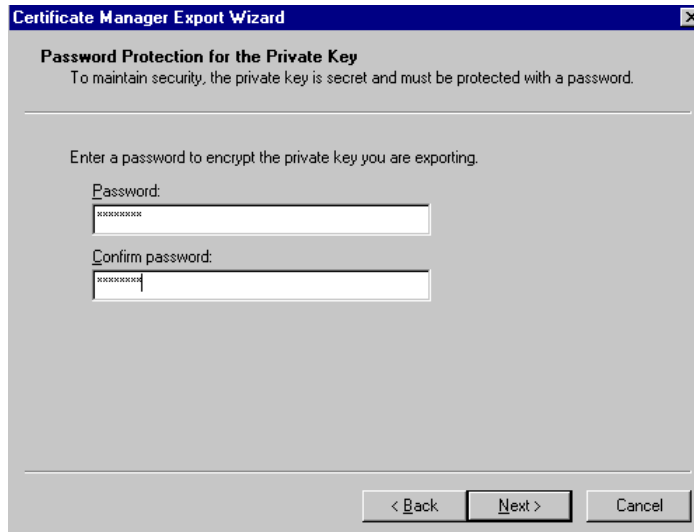 Certificate Manager Export Wizard
Password Protection for the Private Key
To maintain security, the private key is secret and must be protected with a password.
Enter a password to encrypt the private key you are exporting.
Password:
********
Confirm password:
********
< Back Next > Cancel